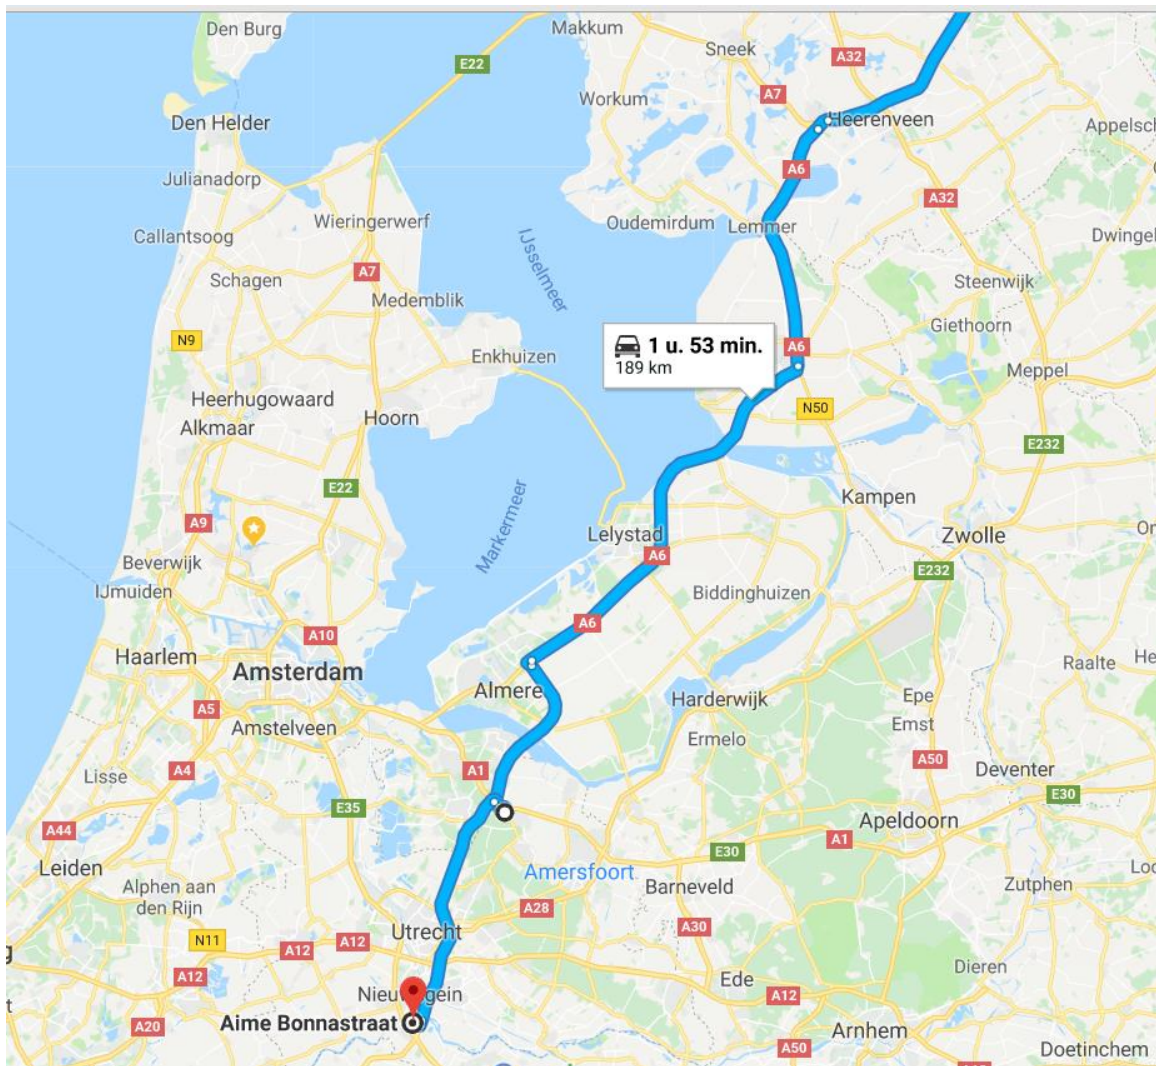 Den Burg
Makkum
E22
Sneek
A32
A7
Workum
Heerenveen
Den Helder
Appelsch
A6
Julianadorp
A32
Oudemirdum
Lemmer
Wieringerwerf
Callantsoog
Dwingel
IJsselmeer
A7
Schagen
Steenwijk
Medemblik
Giethoorn
N9
1 u. 53 min.
189 km
A6
Enkhuizen
Meppel
Heerhugowaard
N50
Hoorn
Alkmaar
E232
E22
Kampen
Markermeer
A9
Lelystad
Zwolle
On
A6
Beverwijk
E232
IJmuiden
Biddinghuizen
A6
A10
Haarlem
Amsterdam
Raalte
He
Almere
Harderwijk
Epe
A5
Emst
Amstelveen
Ermelo
A50
A4
A1
Lisse
Deventer
E30
E35
Apeldoorn
A44
A1
E30
Leiden
Amersfoort
Alphen aan
den Rijn
Barneveld
Zutphen
Loc
A28
A30
Utrecht
N11
A12
A12
g
Dieren
A12
Ede
Nieuwegein
A12
t
Aime Bonnastraat
A20
Arnhem
A50
Doetinchem